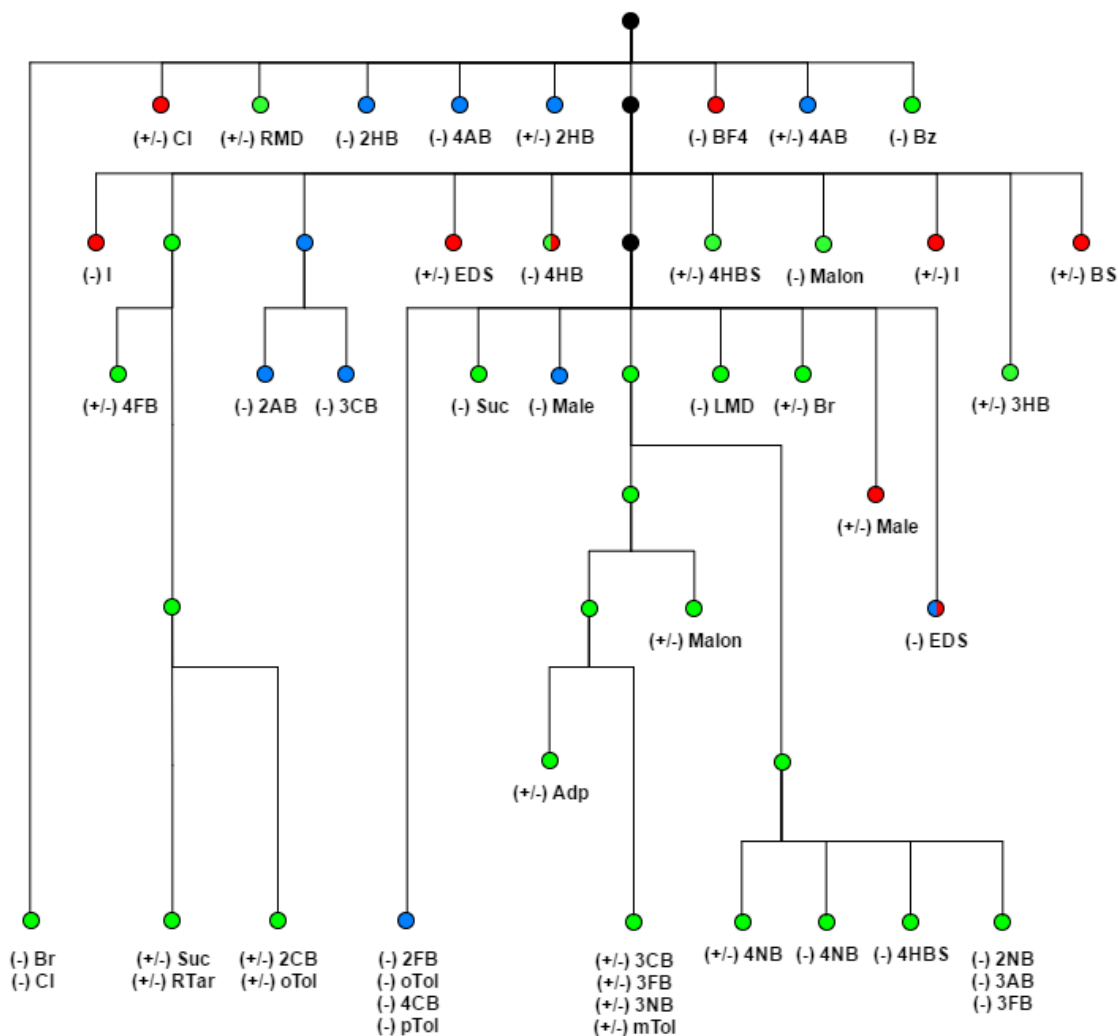 (+/-) Cl
(+/-) RMD
(-) 2HB
(-) 4AB
(+/-) 2HB
(-) BF4
(+/-) 4AB
(-) Bz
(-) I
(+/-) EDS
(-) 4HB
(+/-) 4HBS
(-) Malon
(+/-) I
(+/-) BS
(+/-) 4FB
(-) 2AB
(-) 3CB
(-) Suc
(-) Male
(-) LMD
(+/-) Br
(+/-) 3HB
(+/-) Male
(+/-) Malon
(-) EDS
(+/-) Adp
(-) Br
(-) Cl
(+/-) Suc
(+/-) RTar
(+/-) 2CB
(+/-) oTol
(-) 2FB
(-) oTol
(-) 4CB
(-) pTol
(+/-) 3CB
(+/-) 3FB
(+/-) 3NB
(+/-) mTol
(+/-) 4NB
(-) 4NB
(-) 4HBS
(-) 2NB
(-) 3AB
(-) 3FB